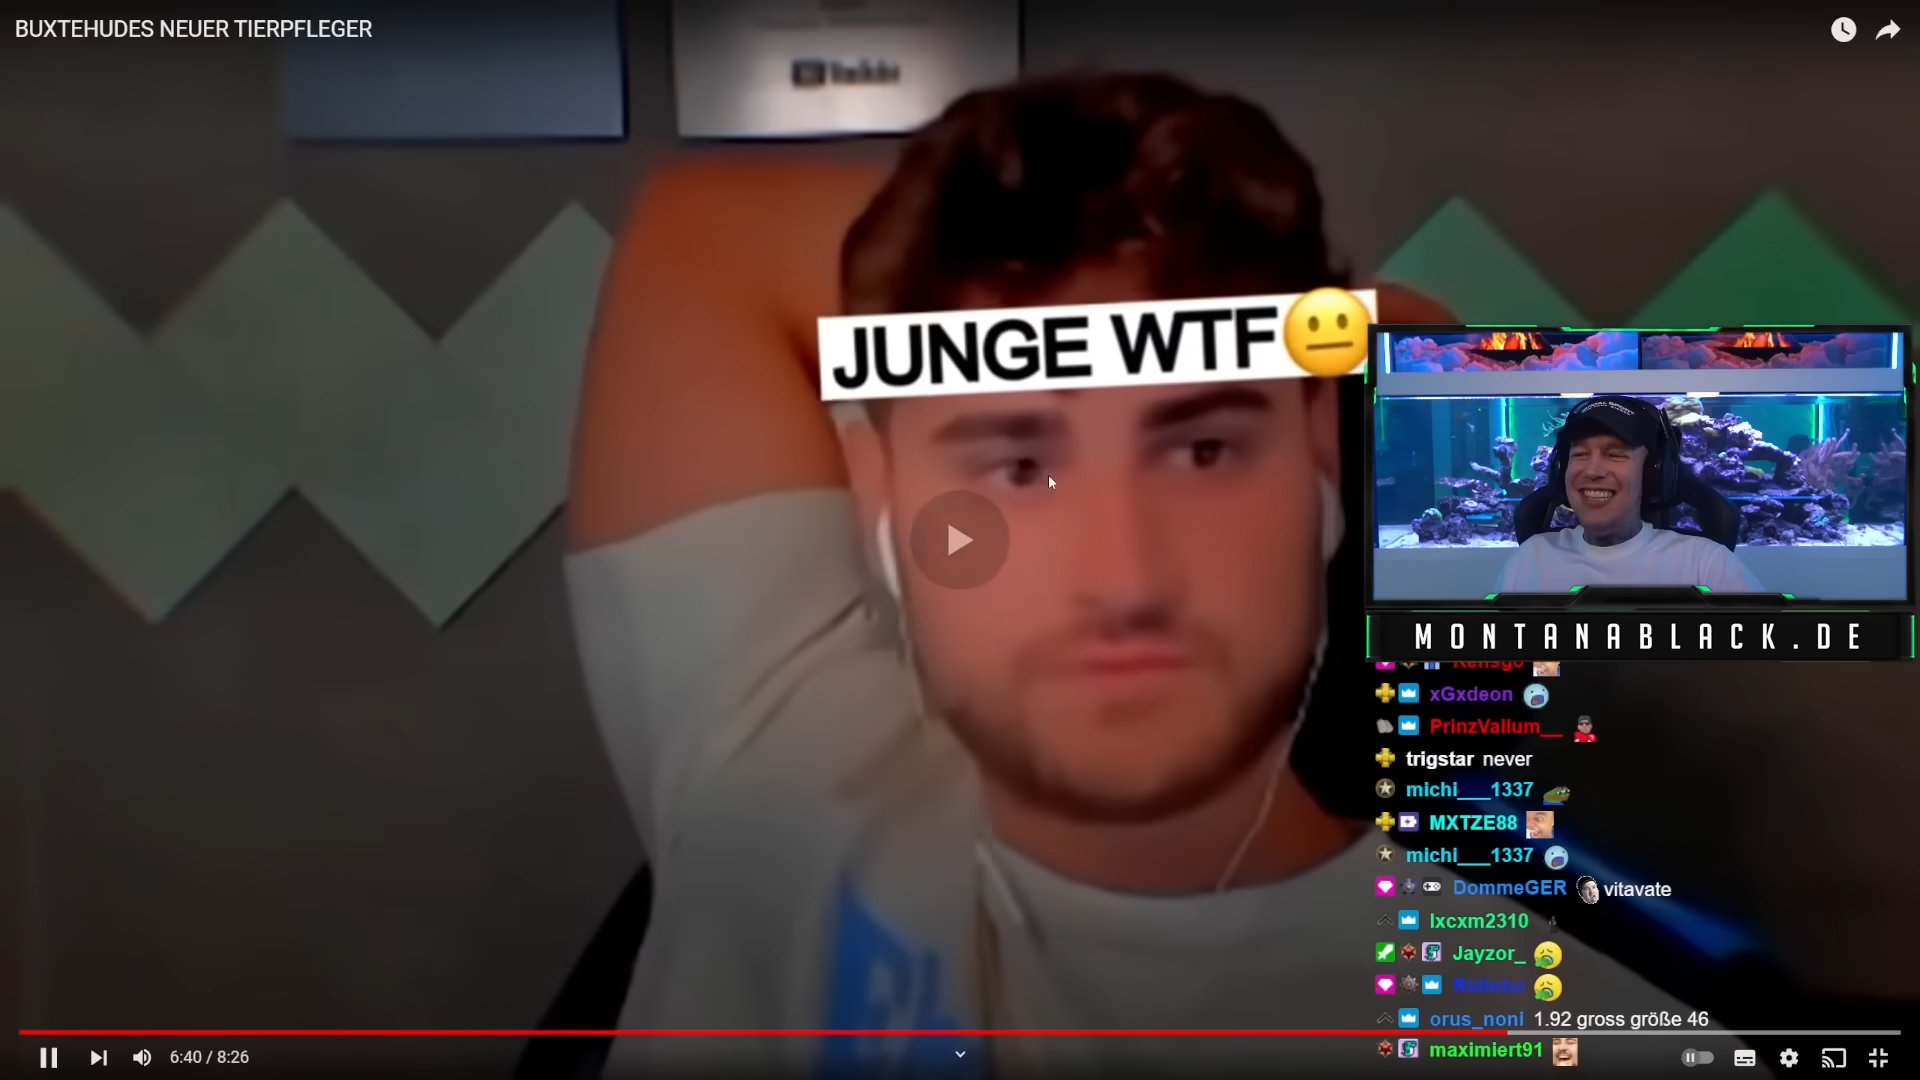 BUXTEHUDES NEUER TIERPFLEGER
JUNGE WTF😐
MONTANABLACK.DE
xGxdeon
PrinzVallum__
trigstar never
michi___1337
MXTZE88
michi___1337
DommeGER vitavate
lxcxm2310
Jayzor_
Ridinho
orus_noni 1.92 gross größe 46
maximiert91
6:40 / 8:26